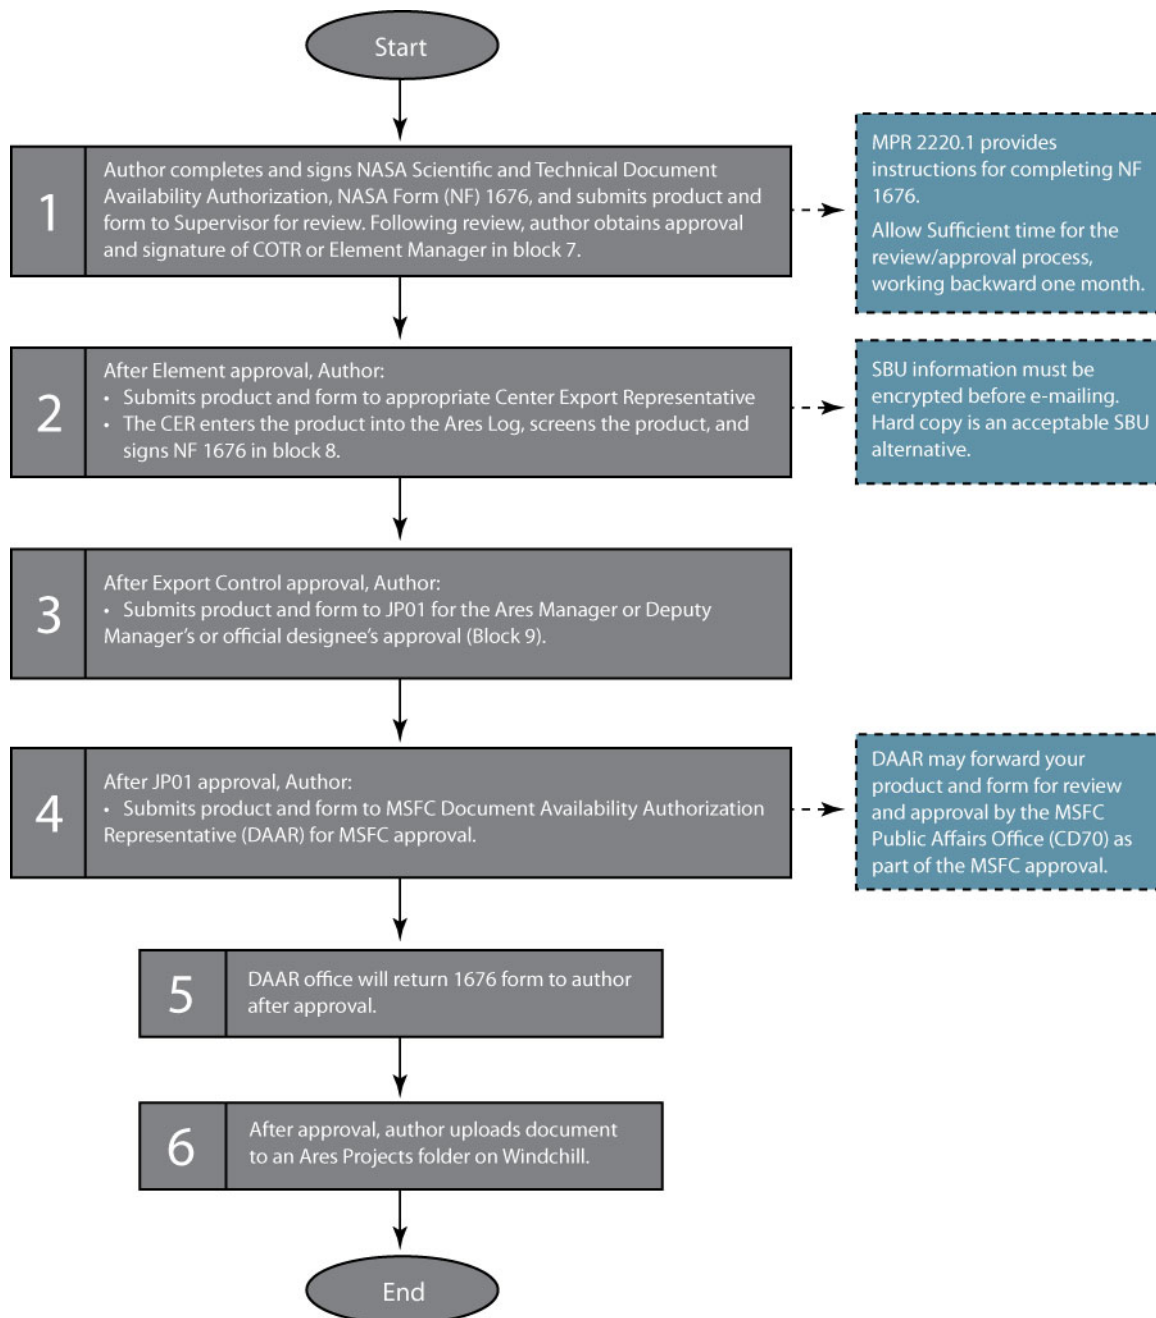 Start
1
Author completes and signs NASA Scientific and Technical Document
Availability Authorization, NASA Form (NF) 1676, and submits product and
form to Supervisor for review. Following review, author obtains approval
and signature of COTR or Element Manager in block 7.
MPR 2220.1 provides
instructions for completing NF
1676.
Allow Sufficient time for the
review/approval process,
working backward one month.
2
After Element approval, Author:
• Submits product and form to appropriate Center Export Representative
• The CER enters the product into the Ares Log, screens the product, and
signs NF 1676 in block 8.
SBU information must be
encrypted before e-mailing.
Hard copy is an acceptable SBU
alternative.
3
After Export Control approval, Author:
• Submits product and form to JP01 for the Ares Manager or Deputy
Manager's or official designee's approval (Block 9).
4
After JP01 approval, Author:
• Submits product and form to MSFC Document Availability Authorization
Representative (DAAR) for MSFC approval.
DAAR may forward your
product and form for review
and approval by the MSFC
Public Affairs Office (CD70) as
part of the MSFC approval.
5
DAAR office will return 1676 form to author
after approval.
6
After approval, author uploads document
to an Ares Projects folder on Windchill.
End